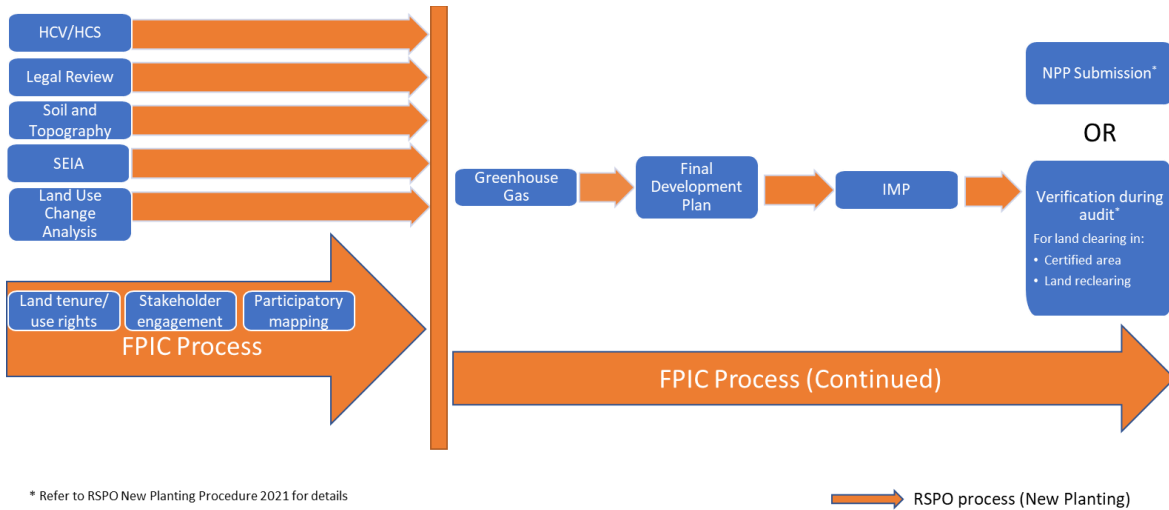 HCV/HCS
Legal Review
Soil and
Topography
SEIA
Land Use
Change
Analysis
Land tenure/
use rights
Stakeholder
engagement
Participatory
mapping
FPIC Process
Greenhouse
Gas
Final
Development
Plan
IMP
NPP Submission*
OR
Verification during
audit*
For land clearing in:
• Certified area
• Land reclearing
FPIC Process (Continued)
* Refer to RSPO New Planting Procedure 2021 for details
RSPO process (New Planting)